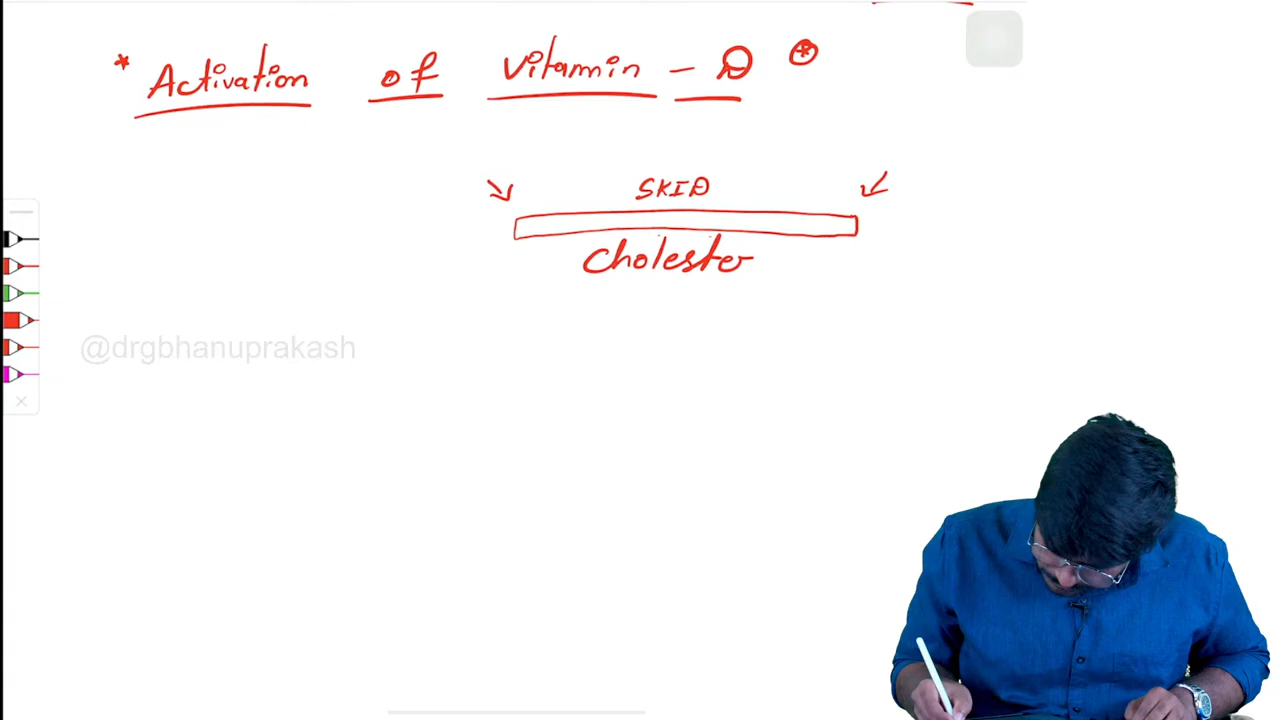 * Activation of Vitamin - D *
SKIN
Cholester
@drgbhanuprakash